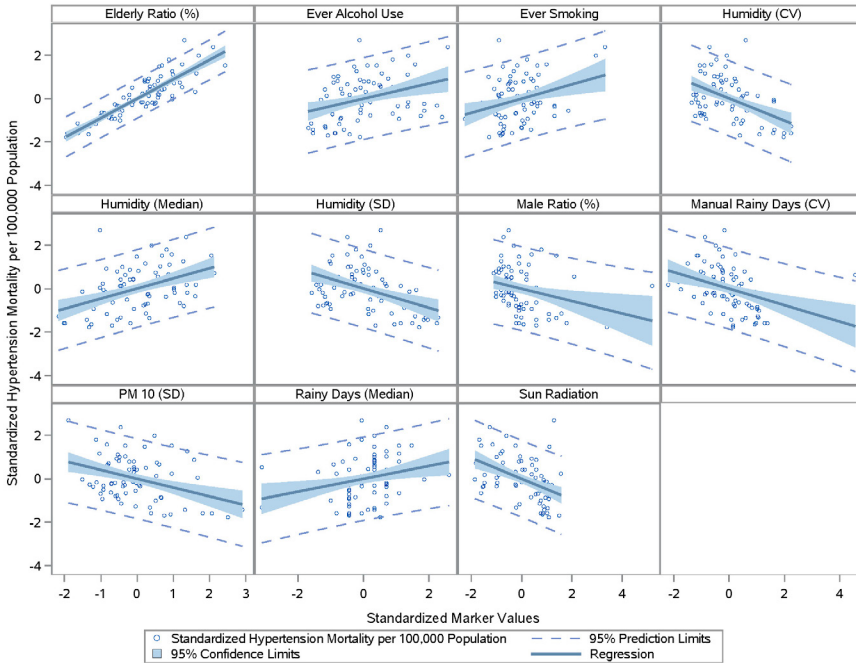 Elderly Ratio (%) Ever Alcohol Use Ever Smoking Humidity (CV)
2
0
-2
-4
Humidity (Median) Humidity (SD) Male Ratio (%) Manual Rainy Days (CV)
2
0
-2
-4
PM 10 (SD) Rainy Days (Median) Sun Radiation
2
0
-2
-4
Standardized Hypertension Mortality per 100,000 Population
-2 -1 0 1 2 3 -2 0 2 -2 0 2 4 -2 0 2 4
Standardized Marker Values
Standardized Hypertension Mortality per 100,000 Population 95% Prediction Limits
95% Confidence Limits Regression